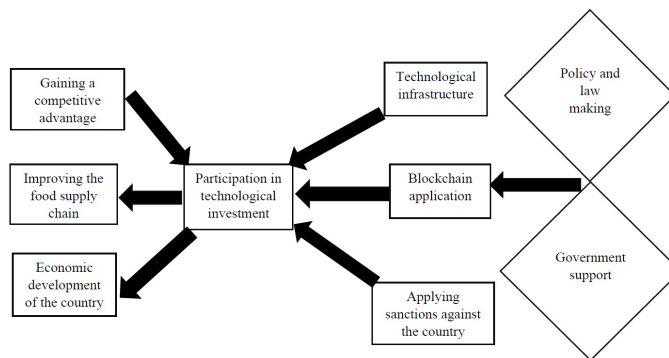 Gaining a
competitive
advantage
Improving the
food supply
chain
Economic
development
of the country
Participation in
technological
investment
Technological
infrastructure
Blockchain
application
Applying
sanctions against
the country
Policy and
law
making
Government
support